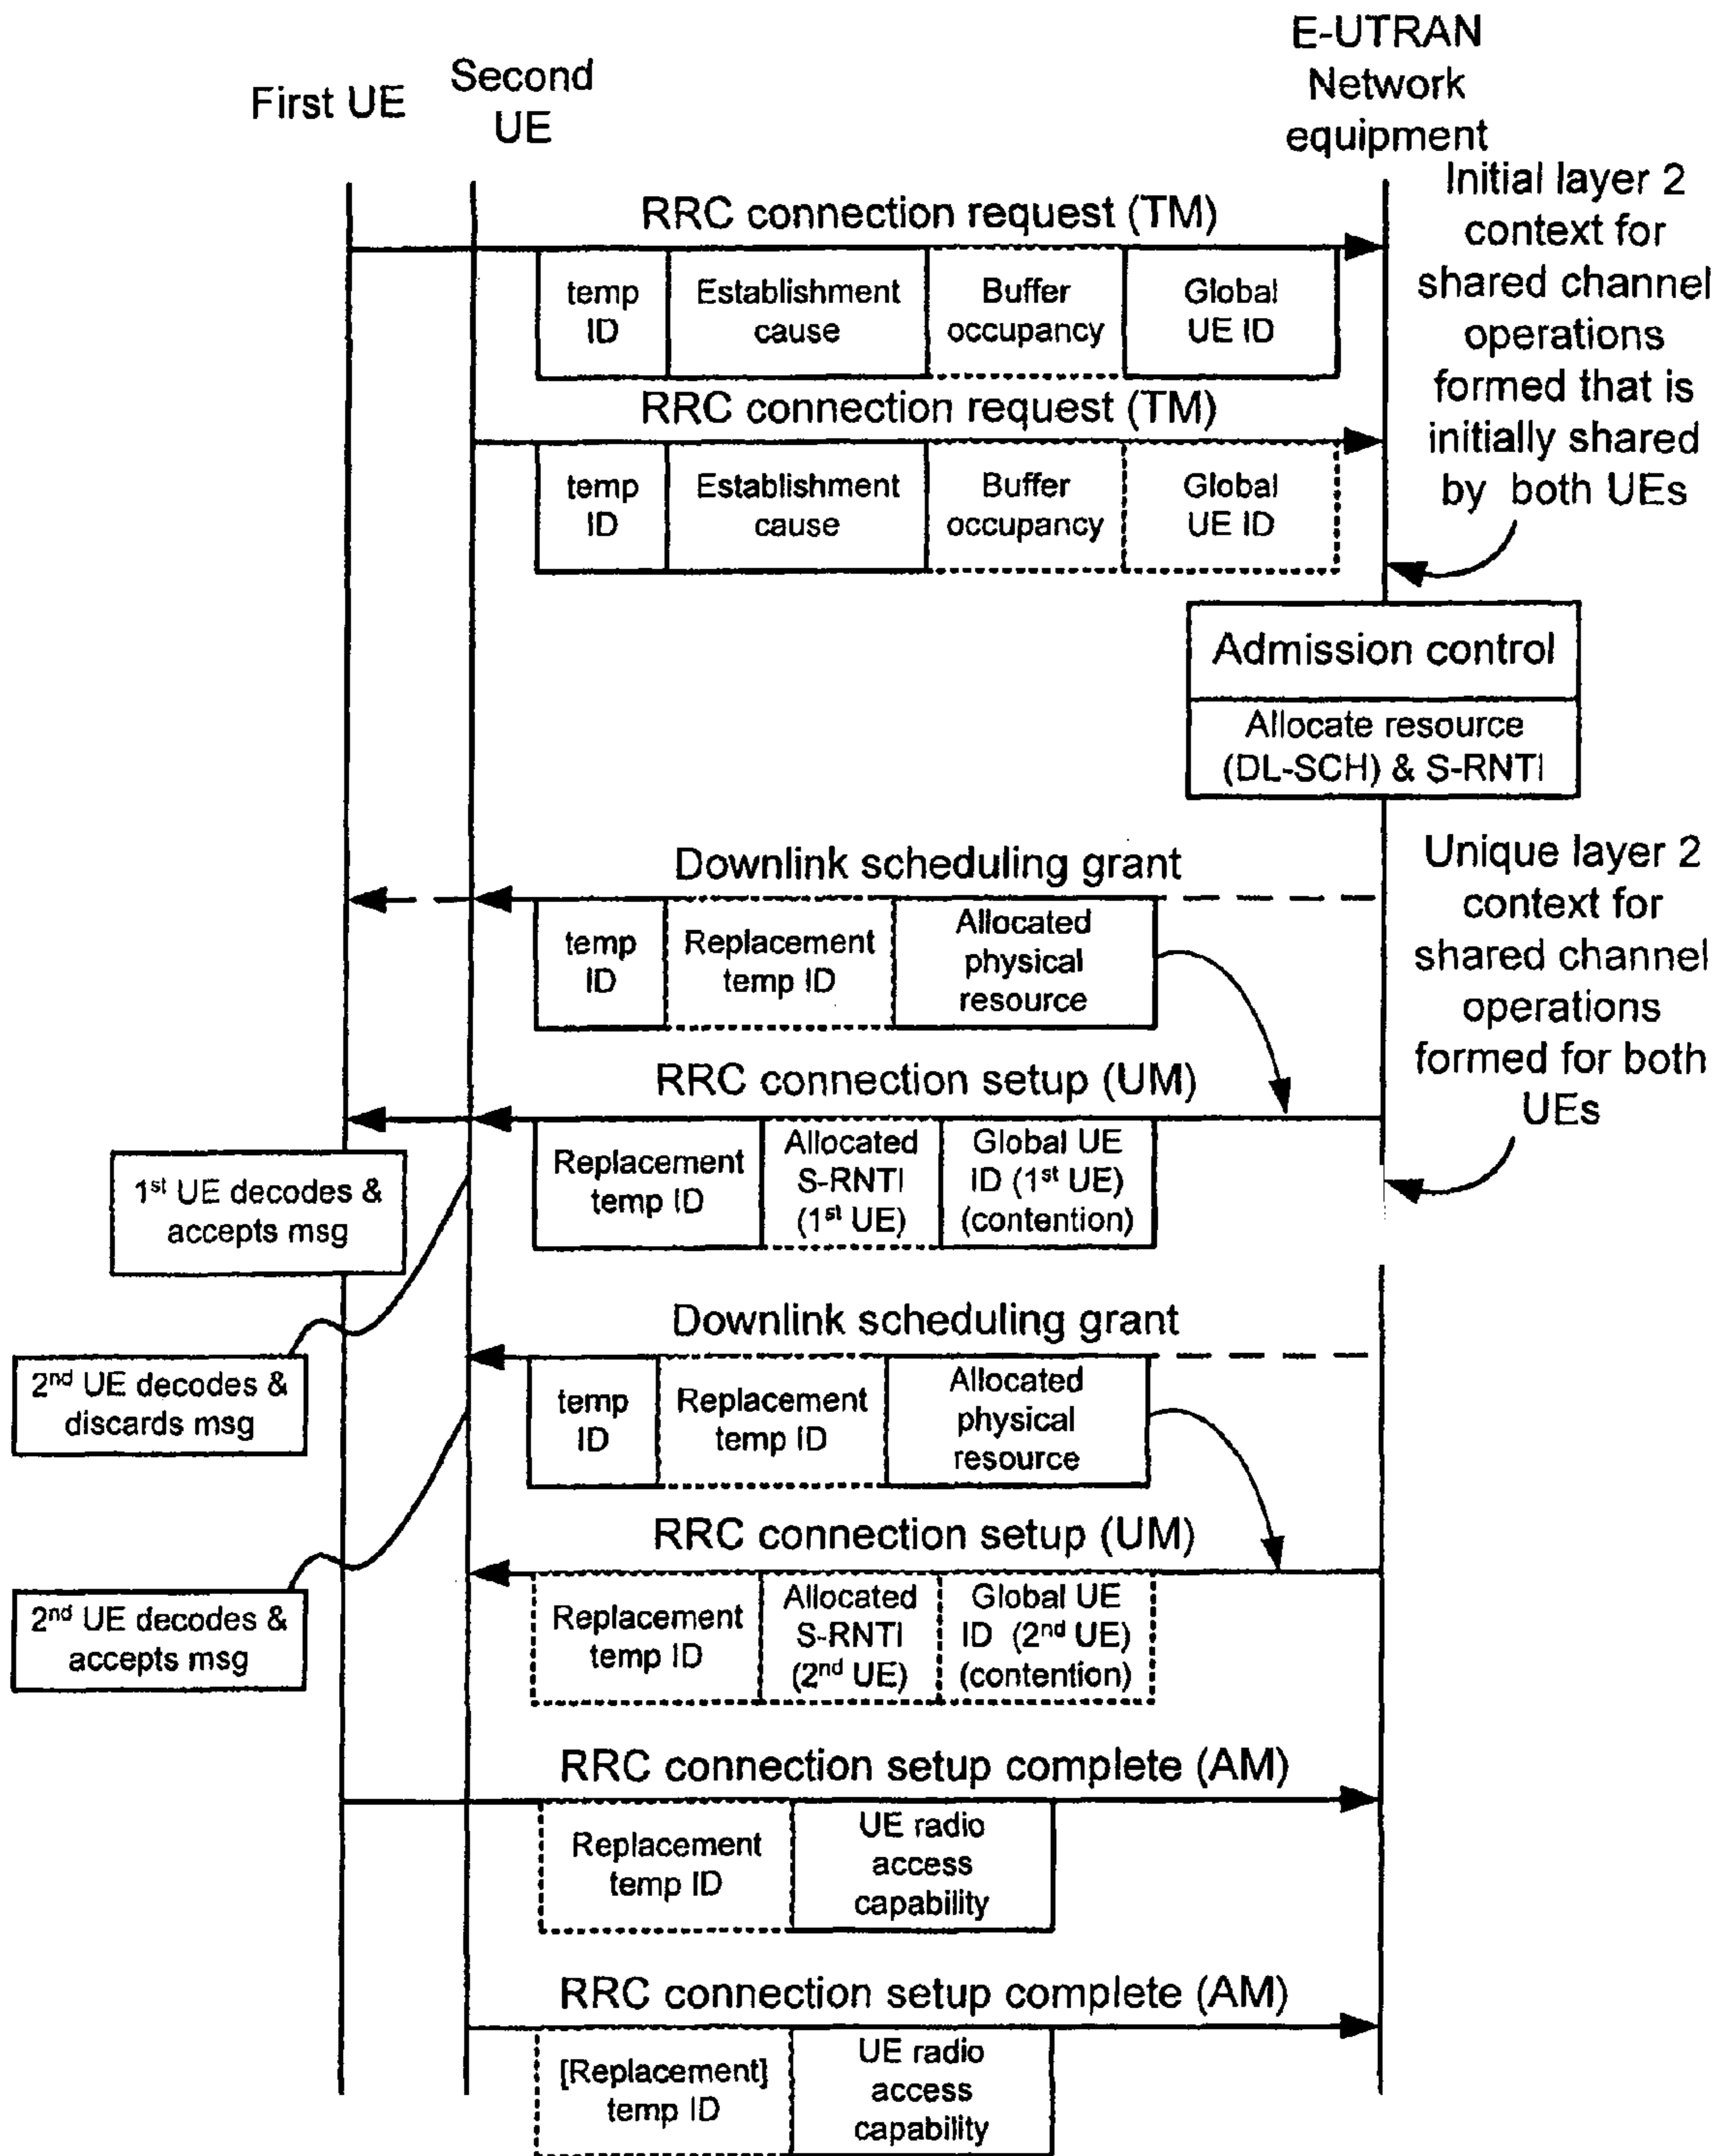 First UE
Second
UE
E-UTRAN
Network
equipment
Initial layer 2
context for
shared channel
operations
formed that is
initially shared
by both UEs
RRC connection request (TM)
temp
ID
Establishment
cause
Buffer
occupancy
Global
UE ID
RRC connection request (TM)
temp
ID
Establishment
cause
Buffer
occupancy
Global
UE ID
Admission control
Allocate resource
(DL-SCH) & S-RNTI
Unique layer 2
context for
shared channel
operations
formed for both
UEs
Downlink scheduling grant
temp
ID
Replacement
temp ID
Allocated
physical
resource
RRC connection setup (UM)
Replacement
temp ID
Allocated
S-RNTI
(1st UE)
Global UE
ID (1st UE)
(contention)
1st UE decodes &
accepts msg
2nd UE decodes &
discards msg
Downlink scheduling grant
temp
ID
Replacement
temp ID
Allocated
physical
resource
RRC connection setup (UM)
Replacement
temp ID
Allocated
S-RNTI
(2nd UE)
Global UE
ID (2nd UE)
(contention)
2nd UE decodes &
accepts msg
RRC connection setup complete (AM)
Replacement
temp ID
UE radio
access
capability
RRC connection setup complete (AM)
[Replacement]
temp ID
UE radio
access
capability